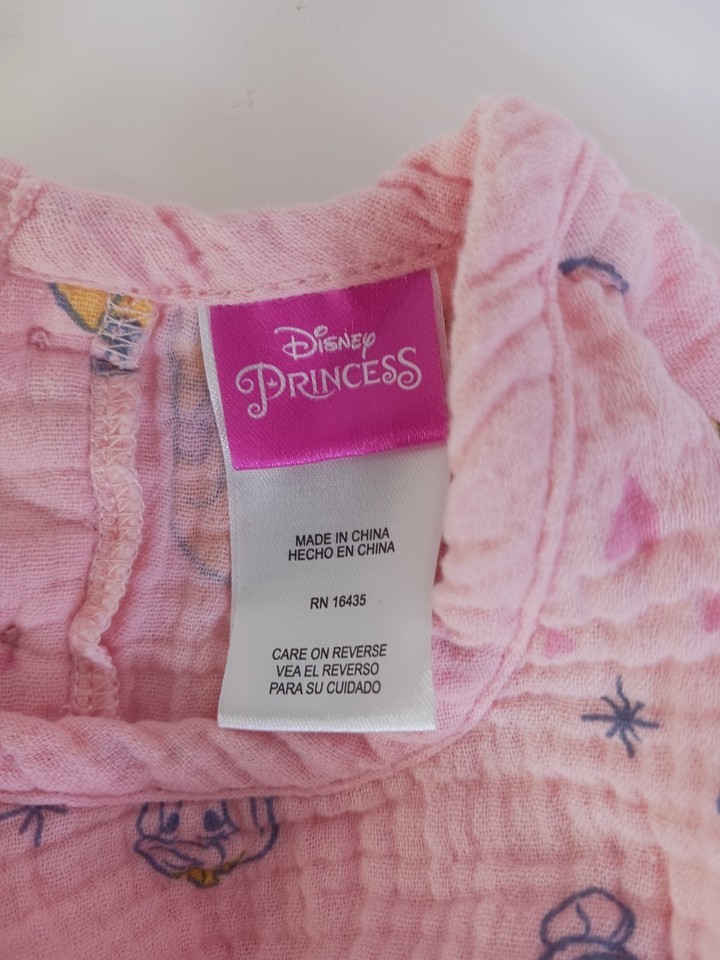 Disney
PRINCESS
MADE IN CHINA
HECHO EN CHINA
RN 16435
CARE ON REVERSE
VEA EL REVERSO
PARA SU CUIDADO